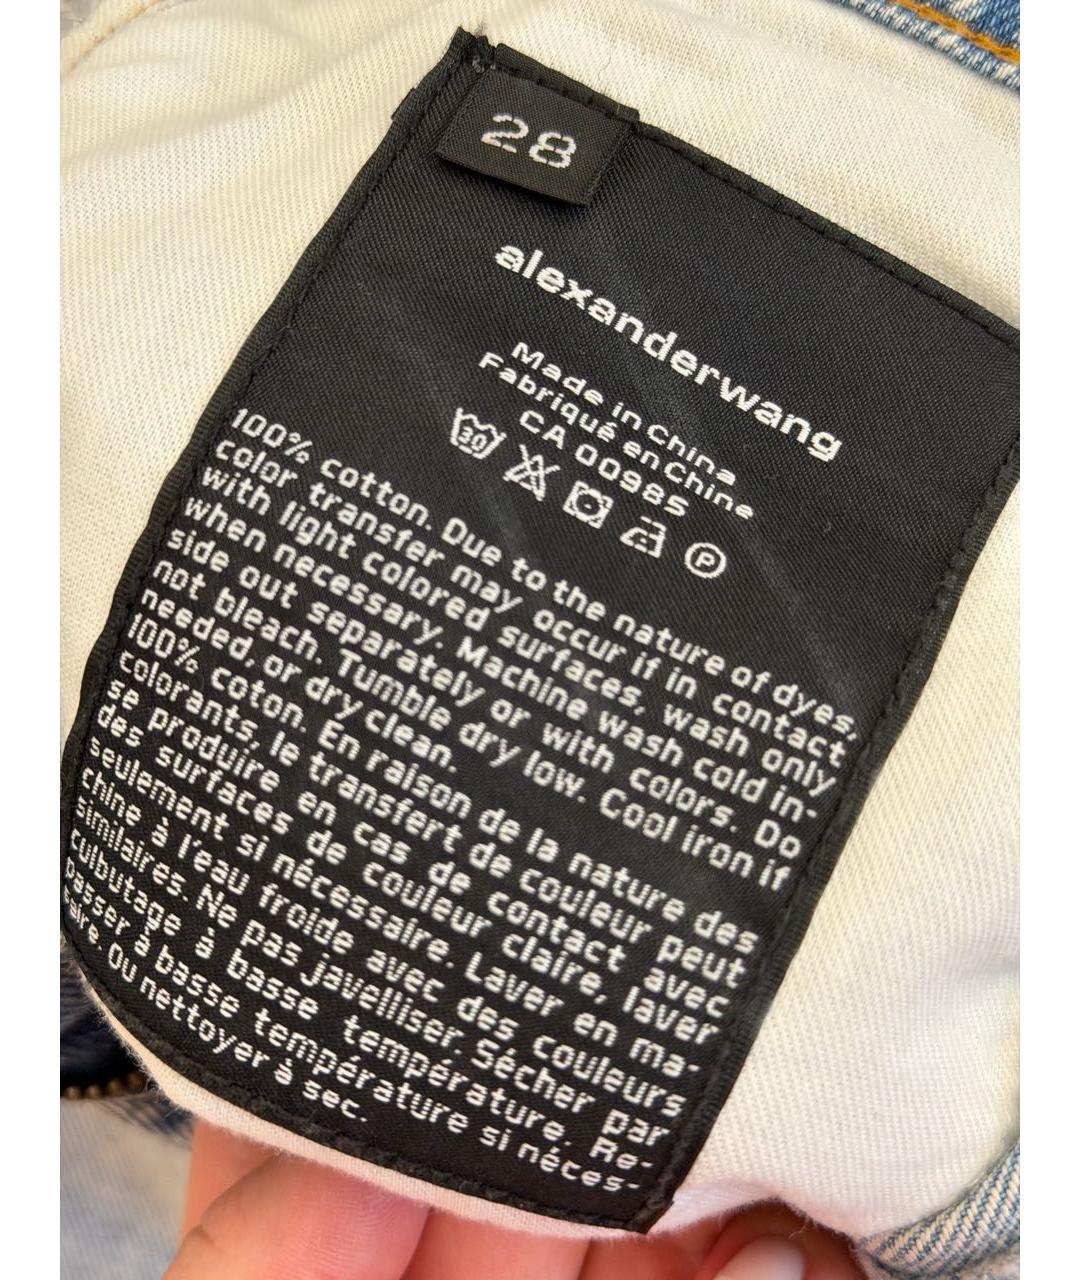 28
alexanderwang
Made in China
Fabriqué en Chine
CA 00985
30
P
100% cotton. Due to the nature of dyes,
color transfer may occur if in contact
with light colored surfaces, wash only
when necessary. Machine wash cold in-
side out separately or with colors. Do
not bleach. Tumble dry low. Cool iron if
needed, or dry clean.
100% coton. En raison de la nature des
colorants, le transfert de couleur peut
se produire en cas de contact avec
des surfaces de couleur claire, laver
seulement si nécessaire. Laver en ma-
chine à l'eau froide avec des couleurs
similaires. Ne pas javelliser. Sécher par
culbutage à basse température. Re-
passer à basse température si néces-
saire. Ou nettoyer à sec.